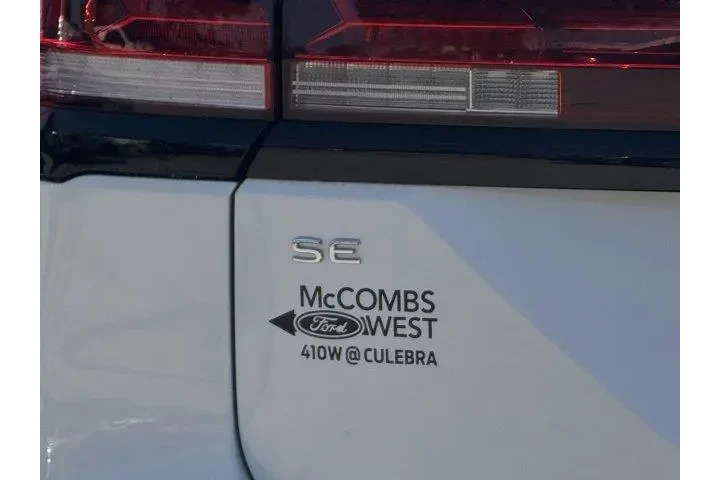 SE
McCOMBS
Ford WEST
410W @ CULEBRA